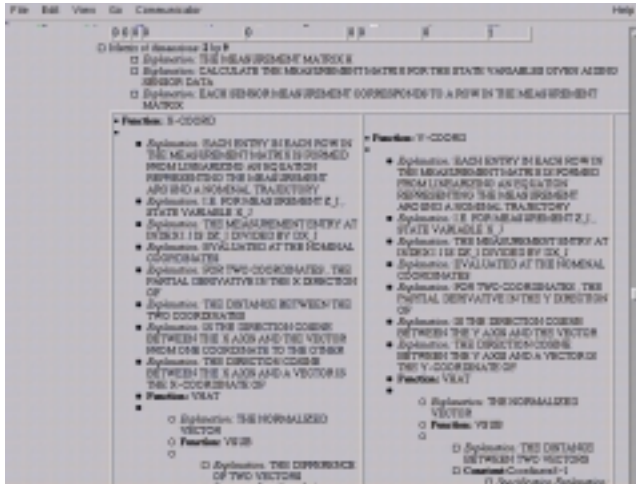 File Edit View Go Communicator Help
Matrix of dimensions: 2 by 9
Explanation: THE MEASUREMENT MATRIX H
Explanation: CALCULATE THE MEASUREMENT MATRIX FOR THE STATE VARIABLES GIVEN
SENSOR DATA
Explanation: EACH SENSOR MEASUREMENT CORRESPONDS TO A ROW IN THE MEASUREMENT
MATRIX
Function: X-COORD
Explanation: EACH ENTRY IN EACH ROW IN
THE MEASUREMENT MATRIX IS FORMED
FROM LINEARIZING AN EQUATION
REPRESENTING THE MEASUREMENT
AROUND A NOMINAL TRAJECTORY
Explanation: I.E. FOR MEASUREMENT Z_I,
STATE VARIABLE X_J
Explanation: THE MEASUREMENT ENTRY AT
DIVIDED BY DX_J
Explanation: EVALUATED AT THE NOMINAL
COORDINATES
Explanation: FOR TWO COORDINATES, THE
PARTIAL DERIVATIVE IN THE X DIRECTION
OF
Explanation: THE DISTANCE BETWEEN THE
TWO COORDINATES
Explanation: IS THE DIRECTION COSINE
BETWEEN THE X AXIS AND THE VECTOR
FROM ONE COORDINATE TO THE OTHER
Explanation: THE DIRECTION COSINE
BETWEEN THE X AXIS AND A VECTOR IS
THE X-COORDINATE OF
Function: VHAT
Explanation: THE NORMALIZED
VECTOR
Function: VSUB
Explanation: THE DIFFERENCE
OF TWO VECTORS
Function: Y-COORD
Explanation: EACH ENTRY IN EACH ROW IN
THE MEASUREMENT MATRIX IS FORMED
FROM LINEARIZING AN EQUATION
REPRESENTING THE MEASUREMENT
AROUND A NOMINAL TRAJECTORY
Explanation: I.E. FOR MEASUREMENT Z_I,
STATE VARIABLE X_J
Explanation: THE MEASUREMENT ENTRY AT
DIVIDED BY DX_J
Explanation: EVALUATED AT THE NOMINAL
COORDINATES
Explanation: FOR TWO COORDINATES, THE
PARTIAL DERIVATIVE IN THE Y DIRECTION
OF
Explanation: IS THE DIRECTION COSINE
BETWEEN THE Y AXIS AND THE VECTOR
Explanation: THE DIRECTION COSINE
BETWEEN THE Y AXIS AND A VECTOR IS
THE Y-COORDINATE OF
Function: VHAT
Explanation: THE NORMALIZED
VECTOR
Function: VSUB
Explanation: THE DISTANCE
BETWEEN TWO VECTORS
Constant: Coordinates
Specification Explanation